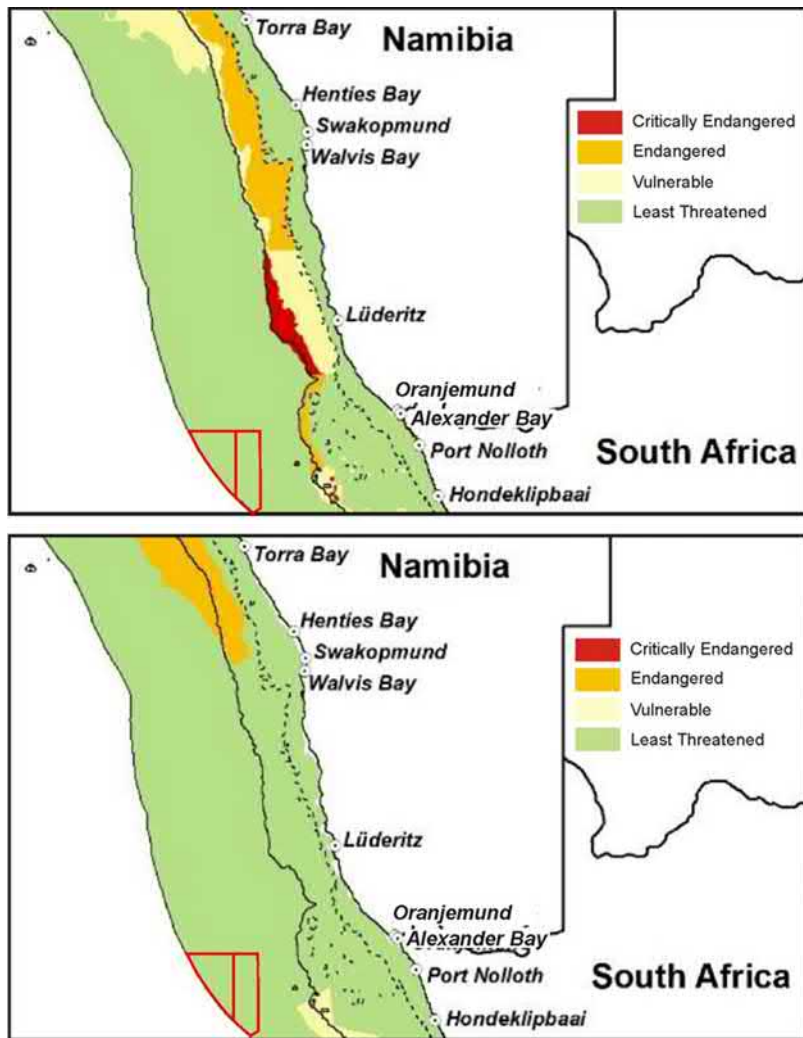 Torra Bay
Namibia
Henties Bay
Swakopmund
Walvis Bay
Critically Endangered
Endangered
Vulnerable
Least Threatened
Lüderitz
Oranjemund
Alexander Bay
Port Nolloth
South Africa
Hondeklipbaai
Torra Bay
Namibia
Henties Bay
Swakopmund
Walvis Bay
Critically Endangered
Endangered
Vulnerable
Least Threatened
Lüderitz
Oranjemund
Alexander Bay
Port Nolloth
South Africa
Hondeklipbaai